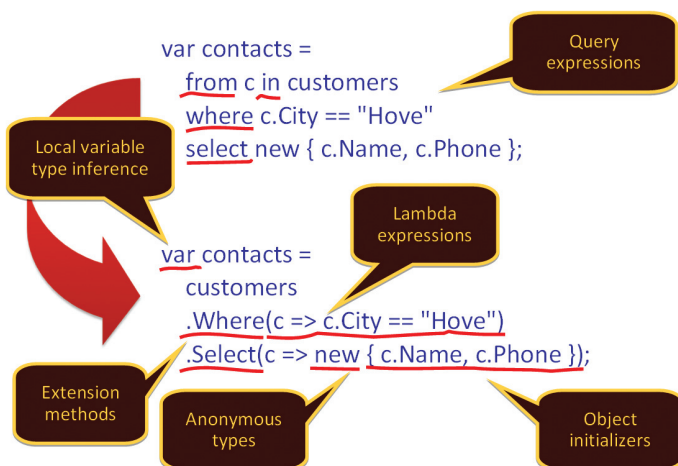 var contacts =
from c in customers
where c.City == "Hove"
select new { c.Name, c.Phone };
Query
expressions
Local variable
type inference
Lambda
expressions
var contacts =
customers
.Where(c => c.City == "Hove")
.Select(c => new { c.Name, c.Phone });
Extension
methods
Anonymous
types
Object
initializers